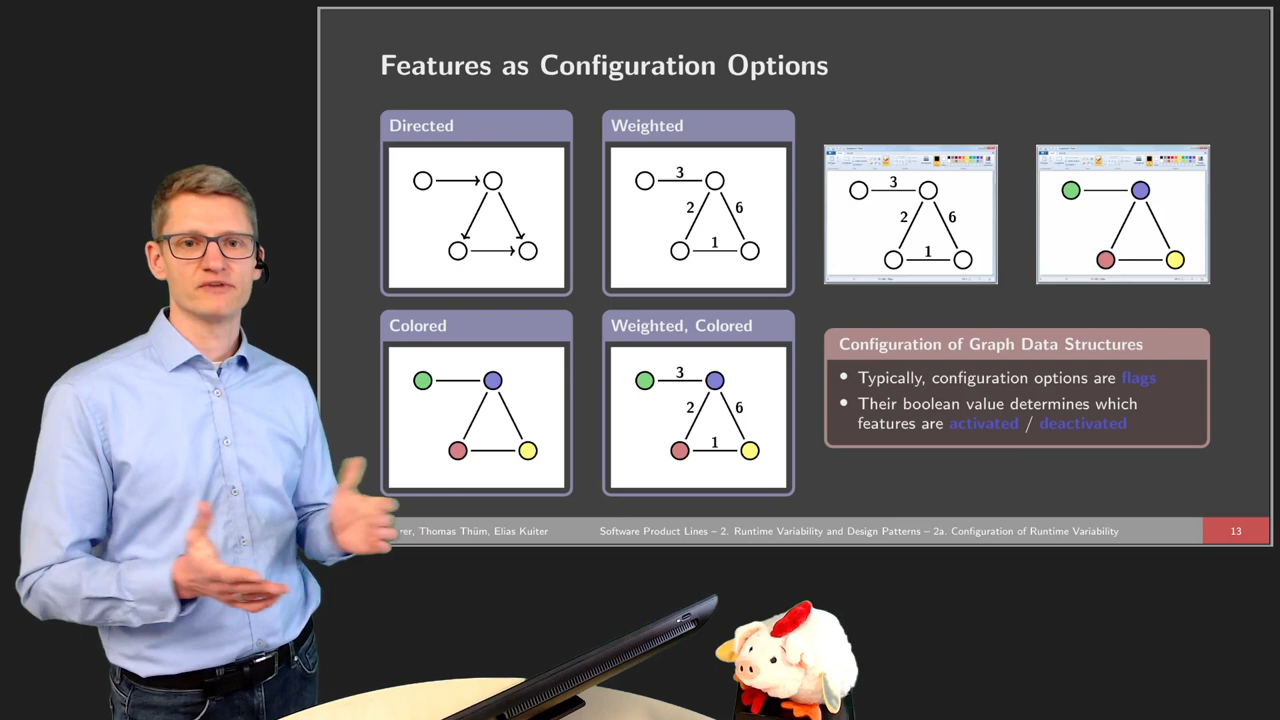 Features as Configuration Options
Directed
Weighted
3
2
6
1
3
2
6
1
Colored
Weighted, Colored
3
2
6
1
Configuration of Graph Data Structures
• Typically, configuration options are flags
• Their boolean value determines which
features are activated / deactivated
Thomas Thüm, Elias Kuiter
Software Product Lines – 2. Runtime Variability and Design Patterns – 2a. Configuration of Runtime Variability
13